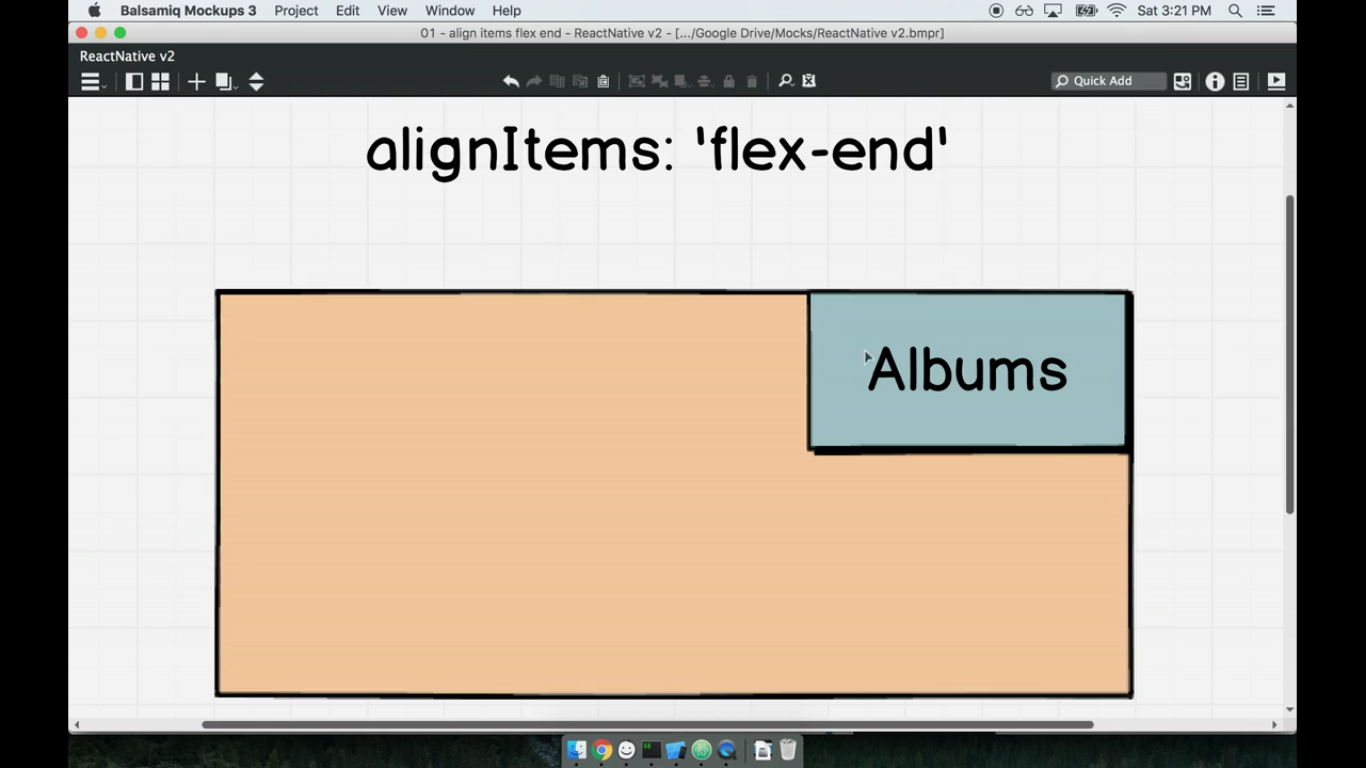 Balsamiq Mockups 3 Project Edit View Window Help Sat 3:21 PM
01 - align items flex end - ReactNative v2 - [.../Google Drive/Mocks/ReactNative v2.bmpr]
ReactNative v2
Quick Add
alignItems: 'flex-end'
Albums